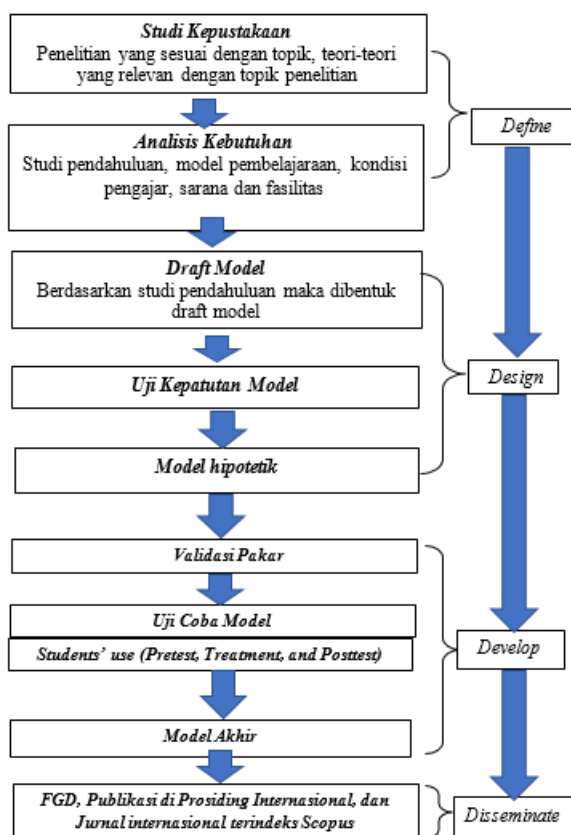 Studi Kepustakaan
Penelitian yang sesuai dengan topik, teori-teori
yang relevan dengan topik penelitian
Define
Analisis Kebutuhan
Studi pendahuluan, model pembelajaraan, kondisi
pengajar, sarana dan fasilitas
Draft Model
Berdasarkan studi pendahuluan maka dibentuk
draft model
Design
Uji Kepatutan Model
Model hipotetik
Validasi Pakar
Uji Coba Model
Students' use (Pretest, Treatment, and Posttest)
Develop
Model Akhir
FGD, Publikasi di Prosiding Internasional, dan
Jurnal internasional terindeks Scopus
Disseminate